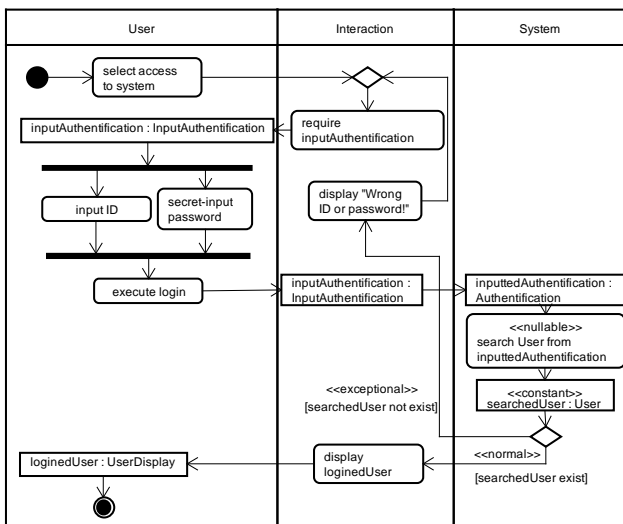 User
Interaction
System
select access
to system
require
inputAuthentification
inputAuthentification : InputAuthentification
input ID
secret-input
password
display "Wrong
ID or password!"
execute login
inputAuthentification :
InputAuthentification
inputtedAuthentification :
Authentification
<<nullable>>
search User from
inputtedAuthentification
<<exceptional>>
[searchedUser not exist]
<<constant>>
searchedUser : User
<<normal>>
[searchedUser exist]
display
loginedUser
loginedUser : UserDisplay